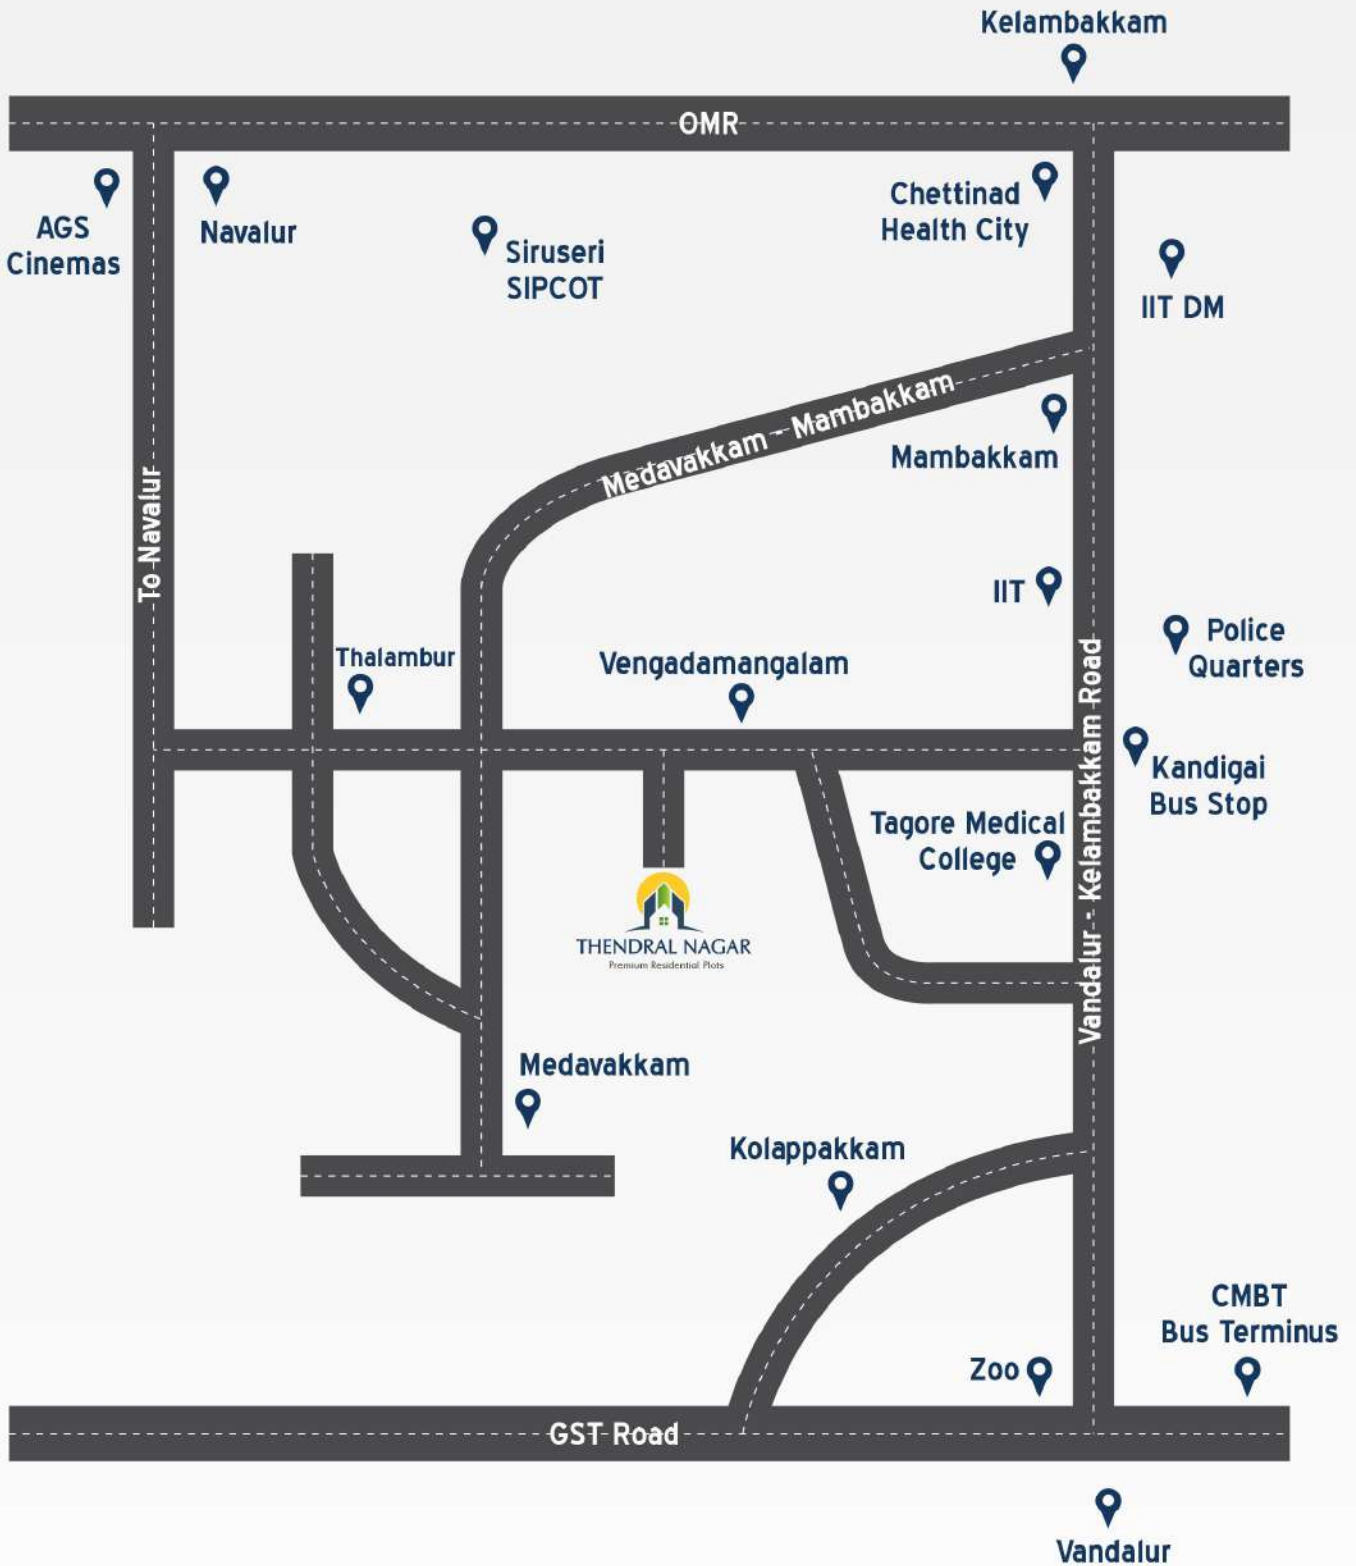 Kelambakkam
OMR
AGS
Cinemas
Navalur
Siruseri
SIPCOT
Chettinad
Health City
IIT DM
Medavakkam - Mambakkam
Mambakkam
To Navalur
IIT
Police
Quarters
Thalambur
Vengadamangalam
Vandalur - Kelambakkam Road
Kandigai
Bus Stop
Tagore Medical
College
THENDRAL NAGAR
Premium Residential Plots
Medavakkam
Kolappakkam
CMBT
Bus Terminus
Zoo
GST Road
Vandalur